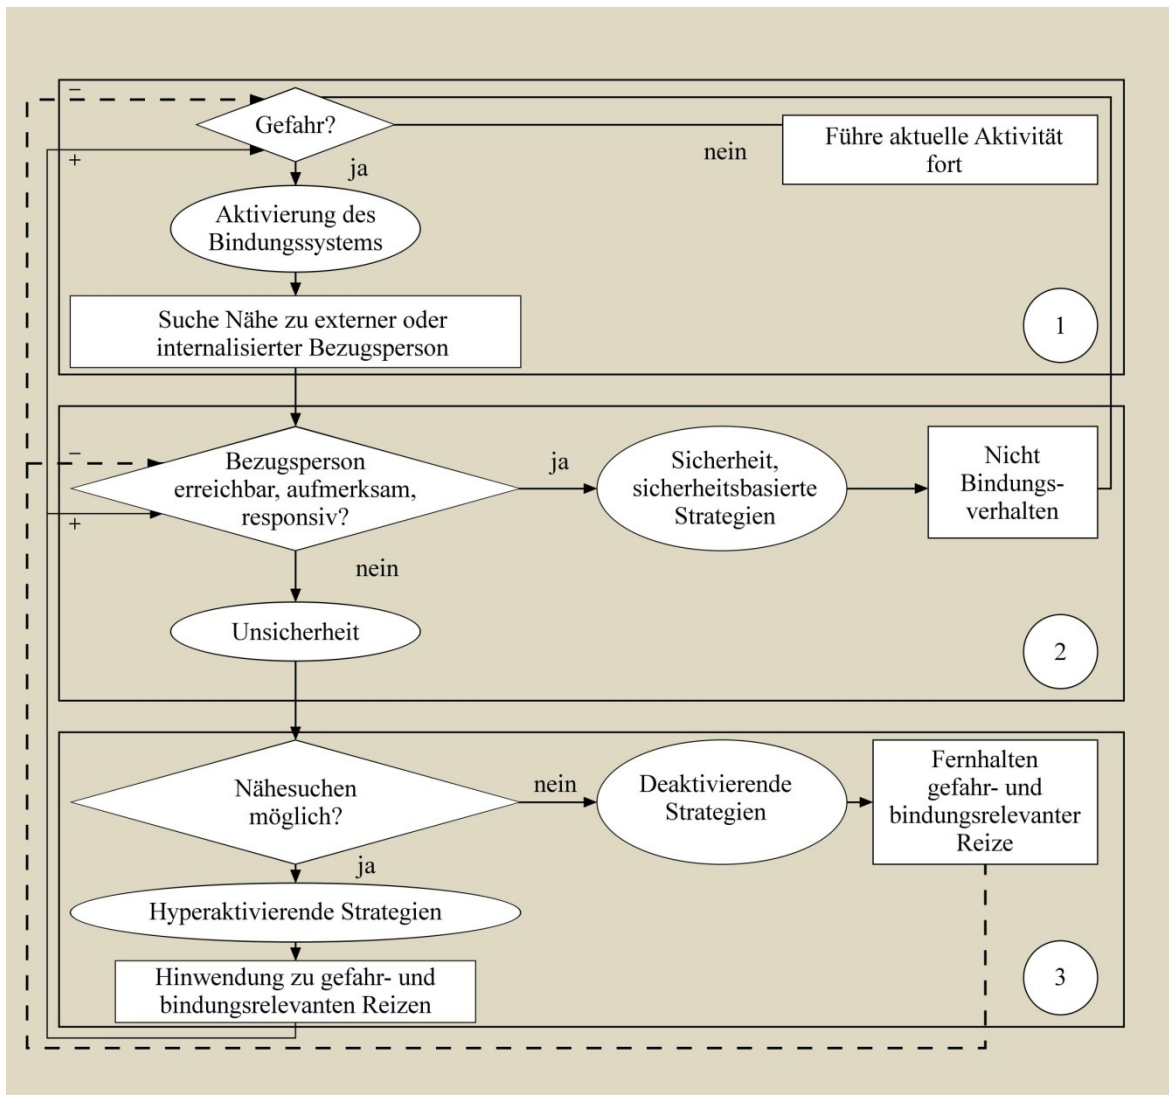 −
Gefahr?
+
nein
Führe aktuelle Aktivität
fort
ja
Aktivierung des
Bindungssystems
Suche Nähe zu externer oder
internalisierter Bezugsperson
1
−
Bezugsperson
erreichbar, aufmerksam,
responsiv?
+
ja
Sicherheit,
sicherheitsbasierte
Strategien
Nicht
Bindungs-
verhalten
nein
Unsicherheit
2
Nähesuchen
möglich?
nein
Deaktivierende
Strategien
Fernhalten
gefahr- und
bindungsrelevanter
Reize
ja
Hyperaktivierende Strategien
Hinwendung zu gefahr- und
bindungsrelevanten Reizen
3